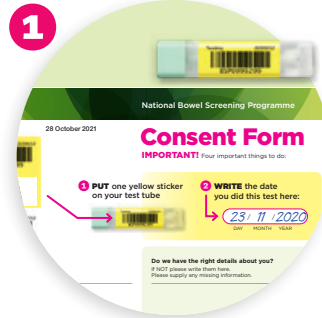 1
BSP0995299
National Bowel Screening Programme
28 October 2021
Consent Form
IMPORTANT! Four important things to do:
1 PUT one yellow sticker
on your test tube
2 WRITE the date
you did this test here:
23 / 11 / 2020
DAY MONTH YEAR
Do we have the right details about you?
If NOT please write them here.
Please supply any missing information.